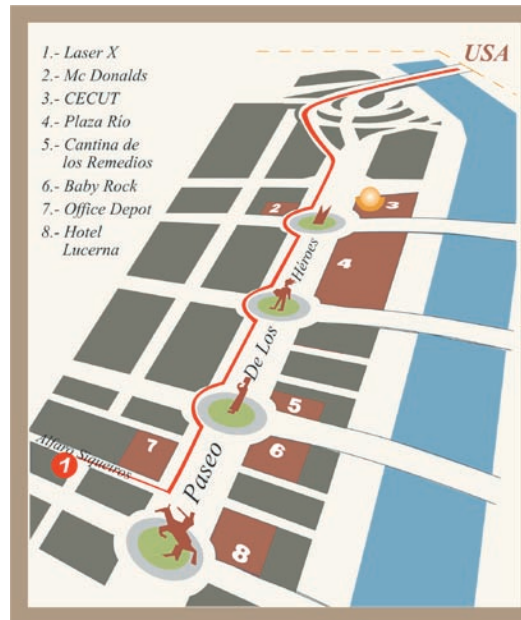 1.- Laser X
2.- Mc Donalds
3.- CECUT
4.- Plaza Río
5.- Cantina de
los Remedios
6.- Baby Rock
7.- Office Depot
8.- Hotel
Lucerna
USA
2
3
4
Paseo De Los Héroes
5
7
6
Alfaro Siqueiros
1
8